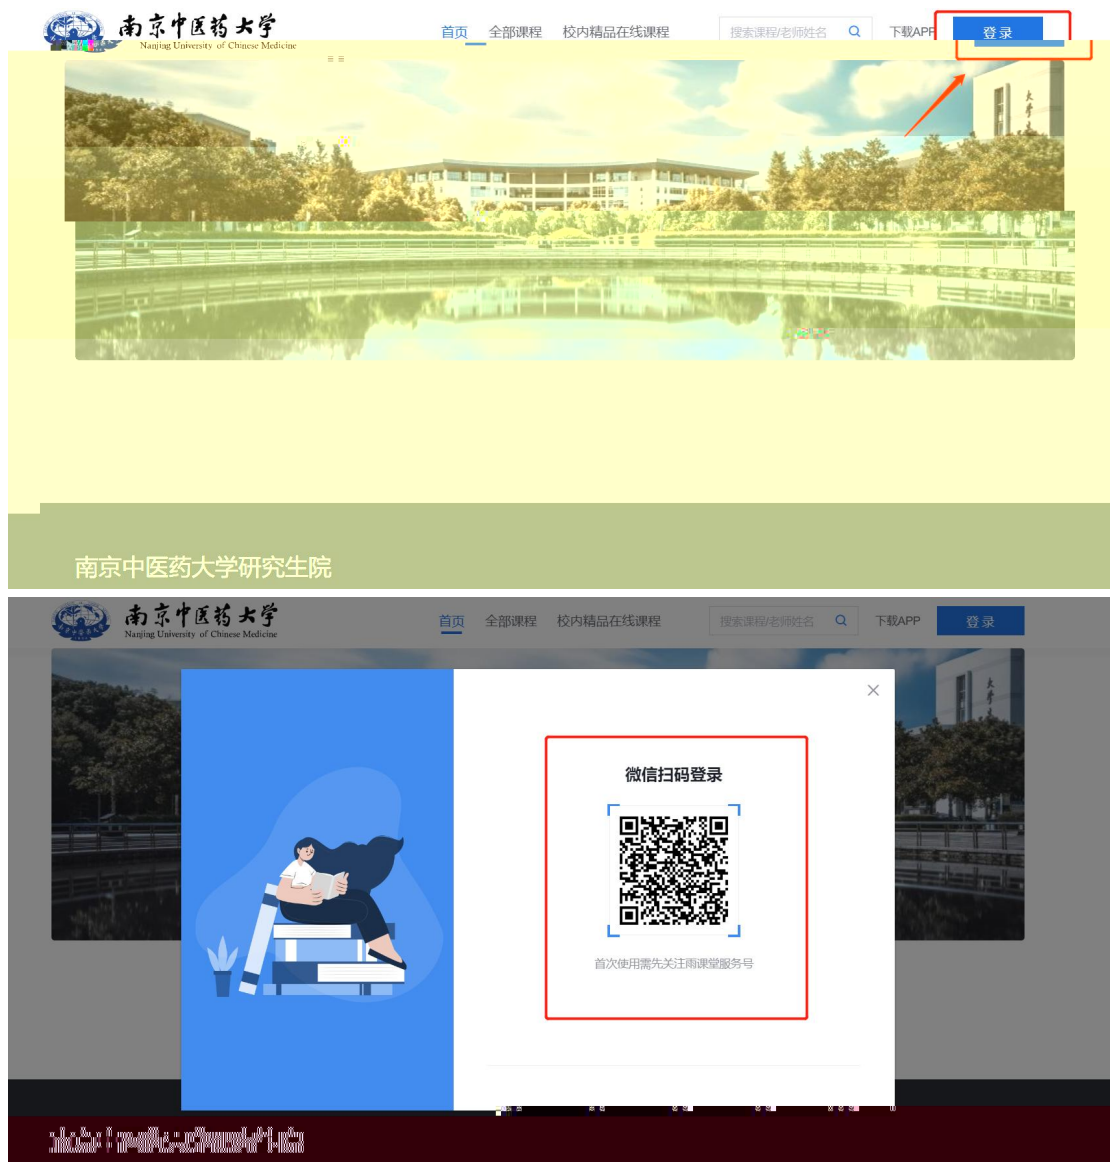 南京中医药大学
Nanjing University of Chinese Medicine
首页 全部课程 校内精品在线课程 搜索课程/老师姓名 下载APP 登录
大学
南京中医药大学研究生院
南京中医药大学
Nanjing University of Chinese Medicine
首页 全部课程 校内精品在线课程 搜索课程/老师姓名 下载APP 登录
大学
微信扫码登录
首次使用需先关注雨课堂服务号